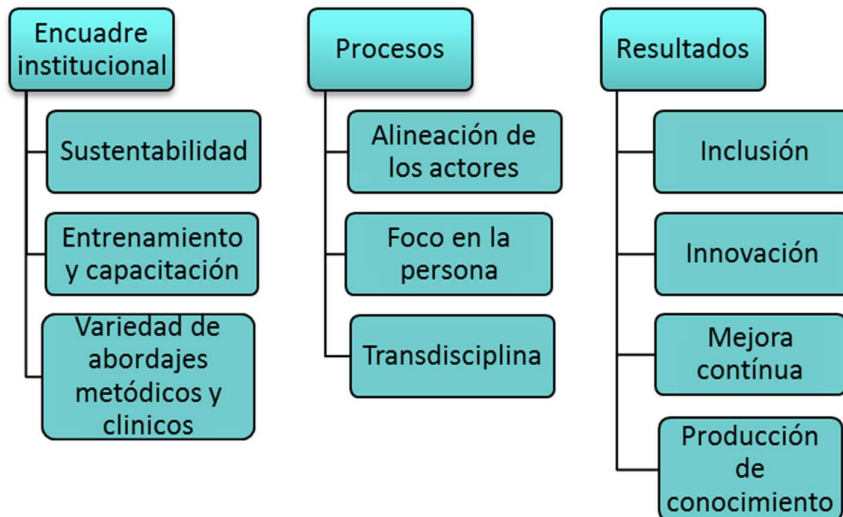 Encuadre
institucional
Sustentabilidad
Entrenamiento
y capacitación
Variedad de
abordajes
metódicos y
clinicos
Procesos
Alineación de
los actores
Foco en la
persona
Transdisciplina
Resultados
Inclusión
Innovación
Mejora
contínua
Producción
de
conocimiento